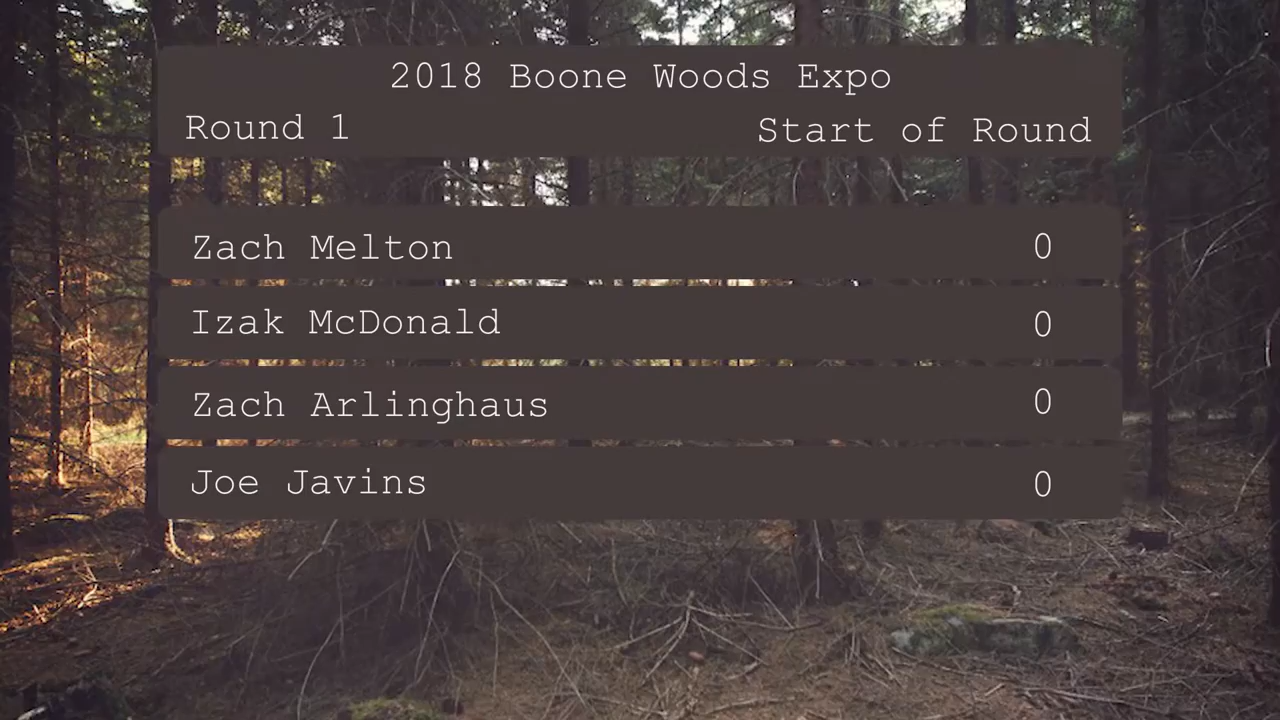 2018 Boone Woods Expo
Round 1 Start of Round
Zach Melton 0
Izak McDonald 0
Zach Arlinghaus 0
Joe Javins 0